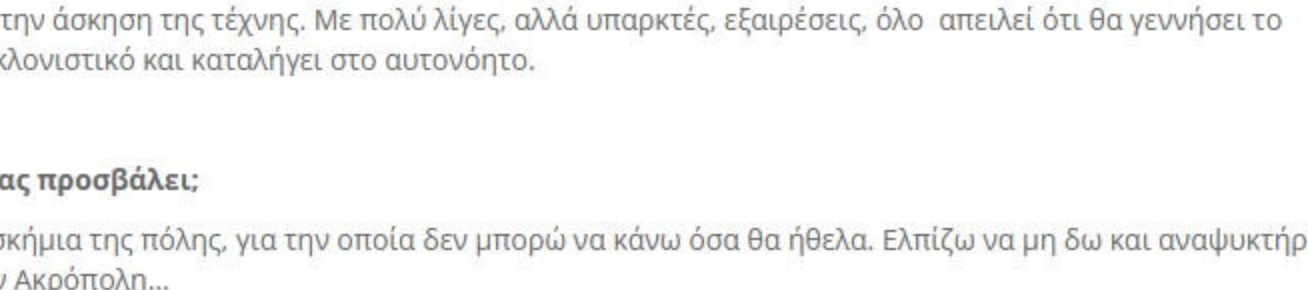 την άσκηση της τέχνης. Με πολύ λίγες, αλλά υπαρκτές, εξαιρέσεις, όλο απειλεί ότι θα γεννήσει το
κλονιστικό και καταλήγει στο αυτονόητο.
ας προσβάλει;
σκήμια της πόλης, για την οποία δεν μπορώ να κάνω όσα θα ήθελα. Ελπίζω να μη δω και αναψυκτήρ
ν Ακρόπολη...